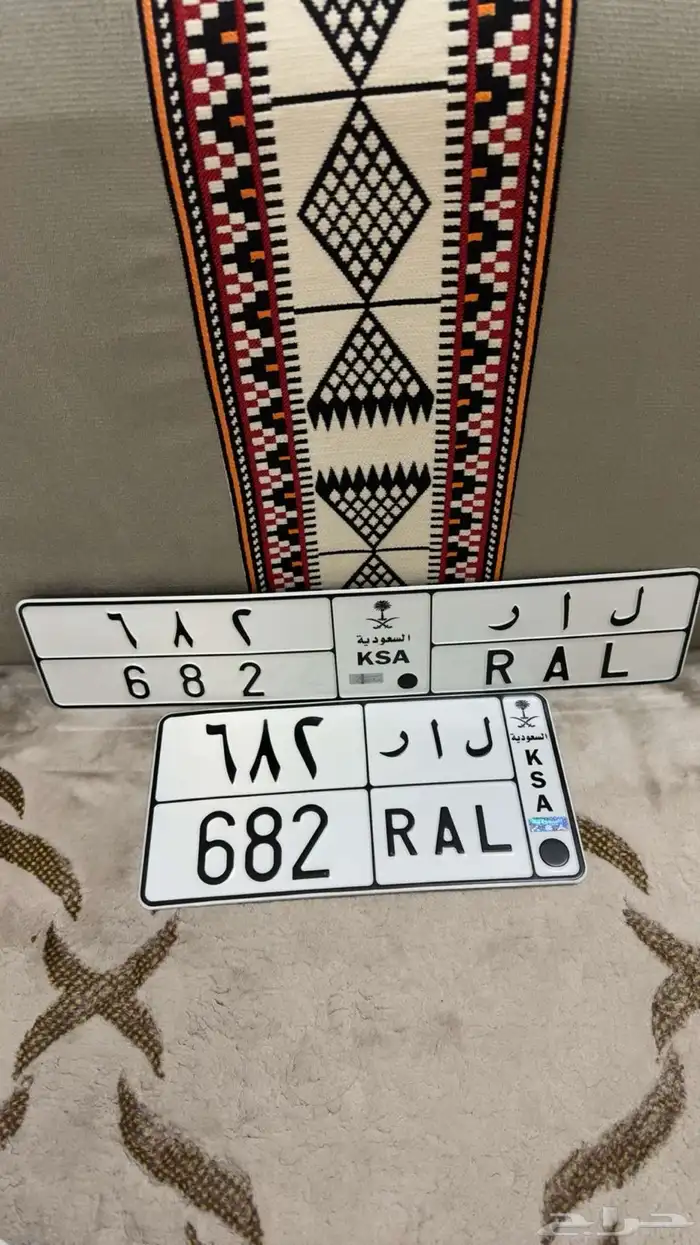 ٦٨٢ السعودية ل ا ر
682 KSA RAL
٦٨٢ ل ا ر السعودية
682 RAL KSA
حراج